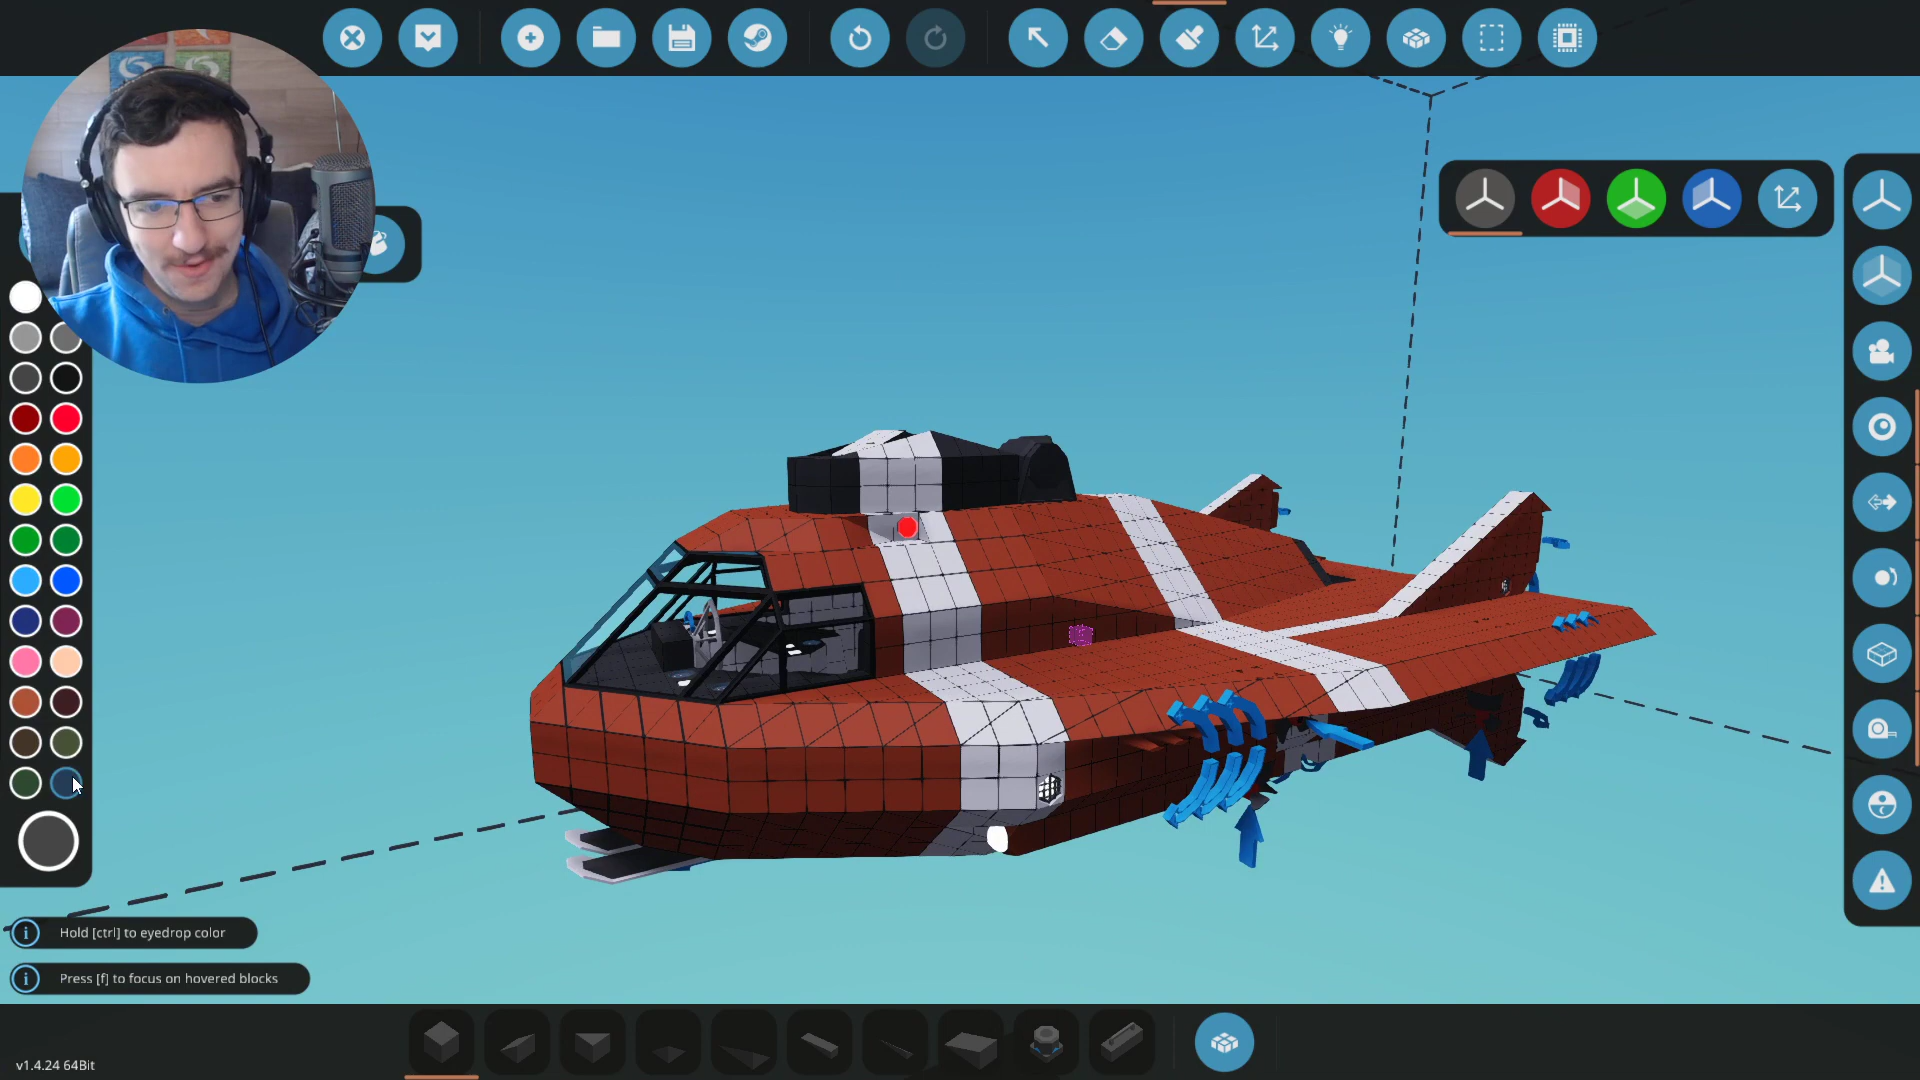 Hold [ctrl] to eyedrop color
Press [f] to focus on hovered blocks
v1.4.24 64Bit